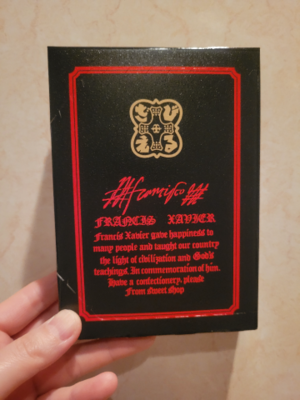 FRANCIS XAVIER
Francis Xavier gave happiness to
many people and taught our country
the light of civilization and God's
teachings. In commemoration of him.
Have a confectionery, please
From sweet shop